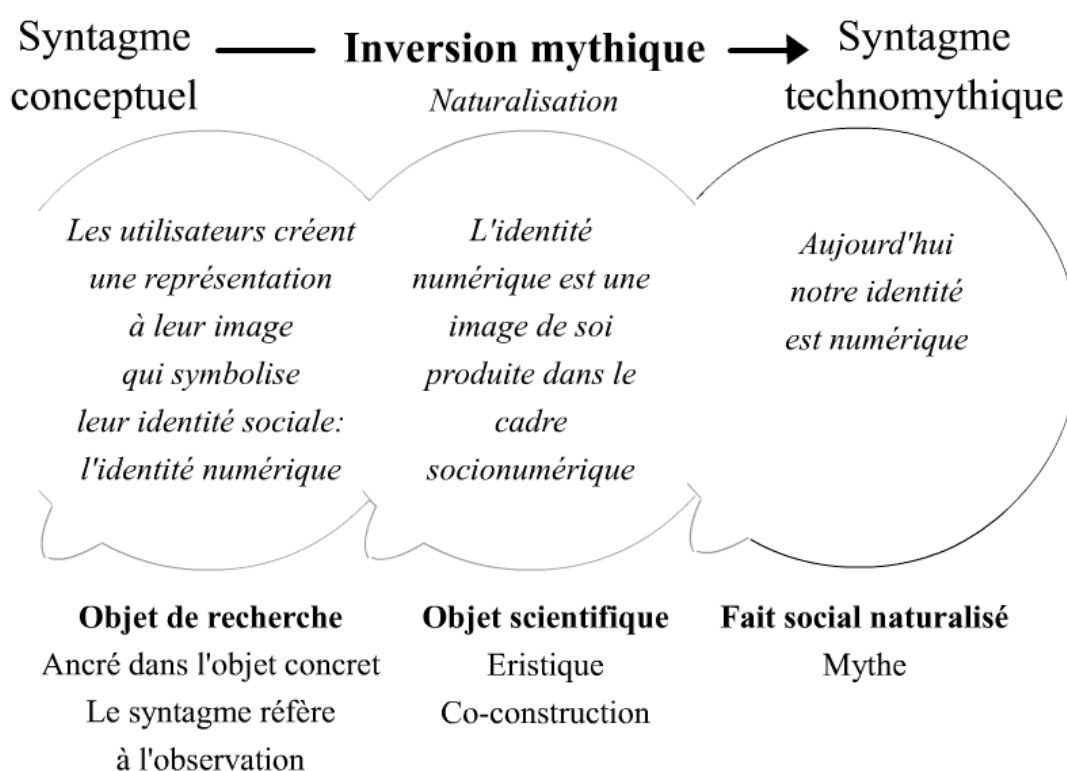 Syntagme
conceptuel
Inversion mythique
Naturalisation
Syntagme
technomythique
Les utilisateurs créent
une représentation
à leur image
qui symbolise
leur identité sociale:
l'identité numérique
L'identité
numérique est une
image de soi
produite dans le
cadre
socionumérique
Aujourd'hui
notre identité
est numérique
Objet de recherche
Ancré dans l'objet concret
Le syntagme réfère
à l'observation
Objet scientifique
Eristique
Co-construction
Fait social naturalisé
Mythe